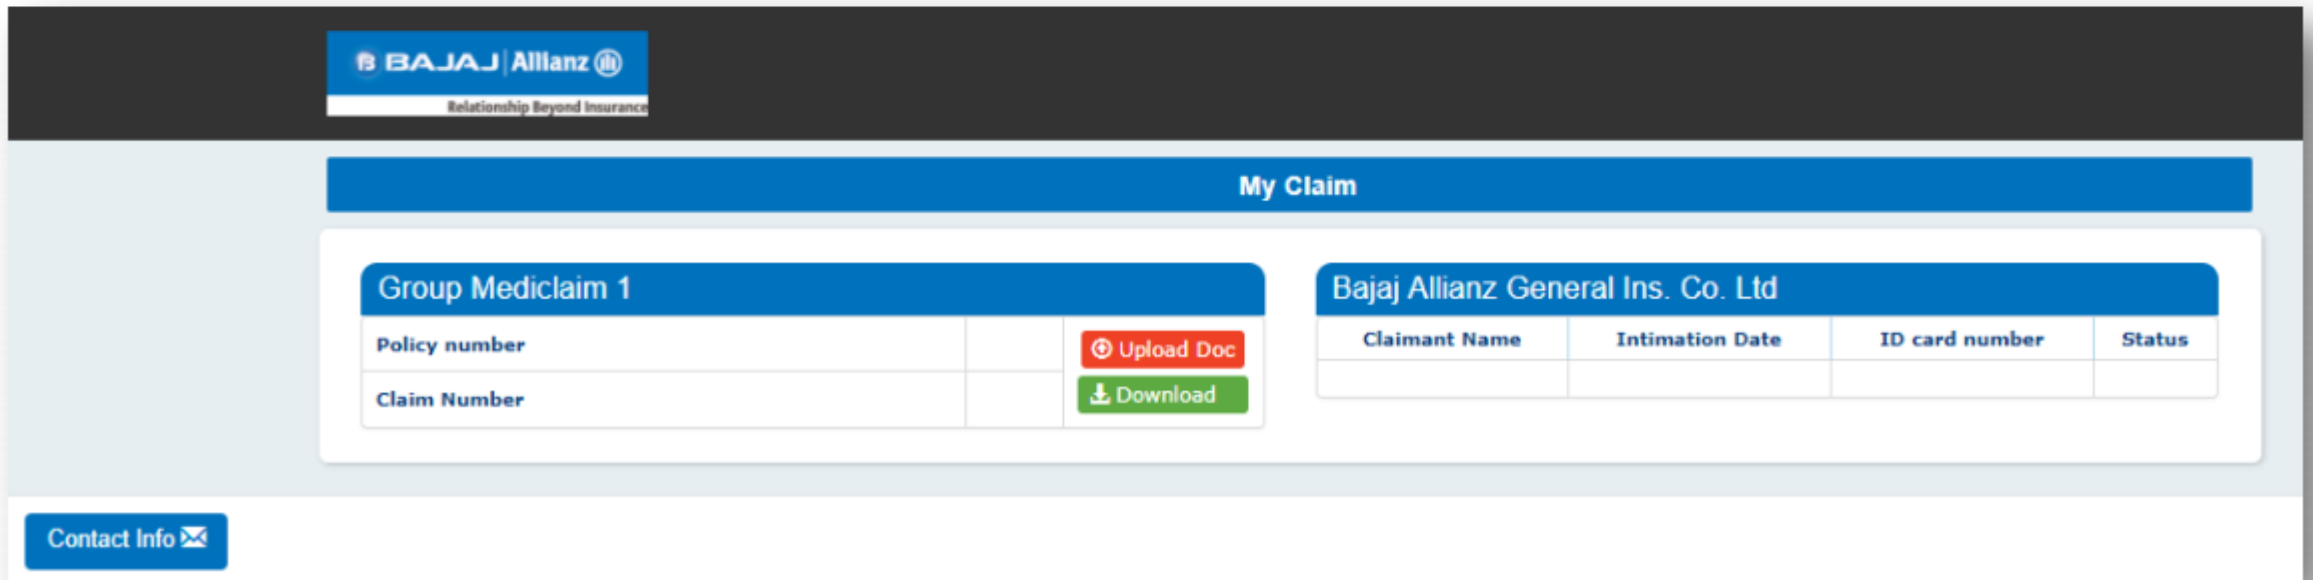 BAJAJ | Allianz
Relationship Beyond Insurance
My Claim
Group Mediclaim 1
Policy number
Upload Doc
Claim Number
Download
Bajaj Allianz General Ins. Co. Ltd
Claimant Name Intimation Date ID card number Status
Contact Info